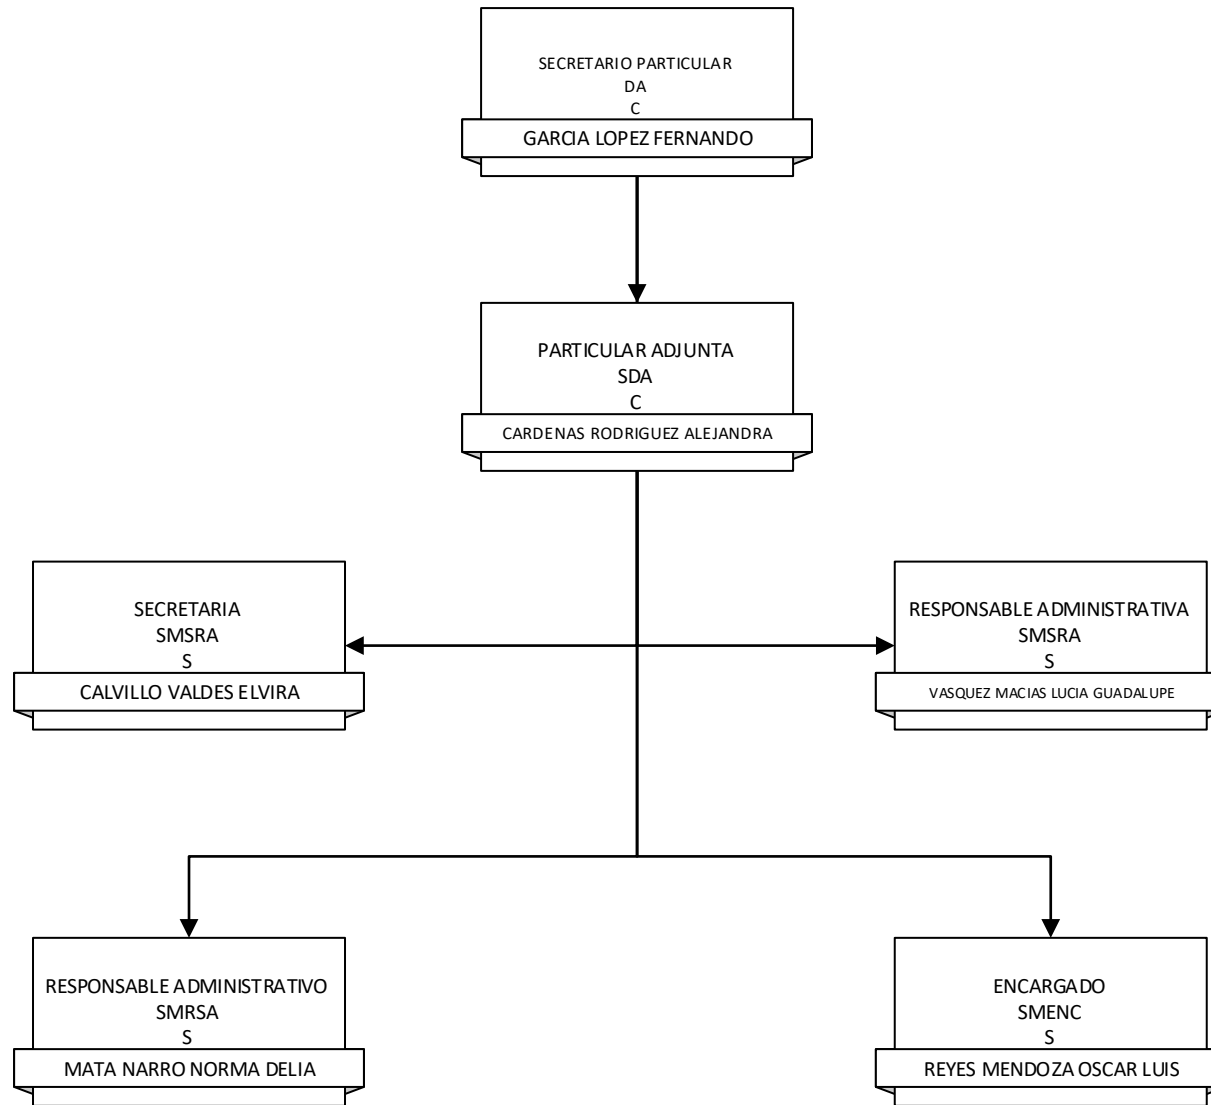 SECRETARIO PARTICULAR
DA
C
GARCIA LOPEZ FERNANDO
PARTICULAR ADJUNTA
SDA
C
CARDENAS RODRIGUEZ ALEJANDRA
SECRETARIA
SMSRA
S
CALVILLO VALDES ELVIRA
RESPONSABLE ADMINISTRATIVA
SMSRA
S
VASQUEZ MACIAS LUCIA GUADALUPE
RESPONSABLE ADMINISTRATIVO
SMRSA
S
MATA NARRO NORMA DELIA
ENCARGADO
SMENC
S
REYES MENDOZA OSCAR LUIS